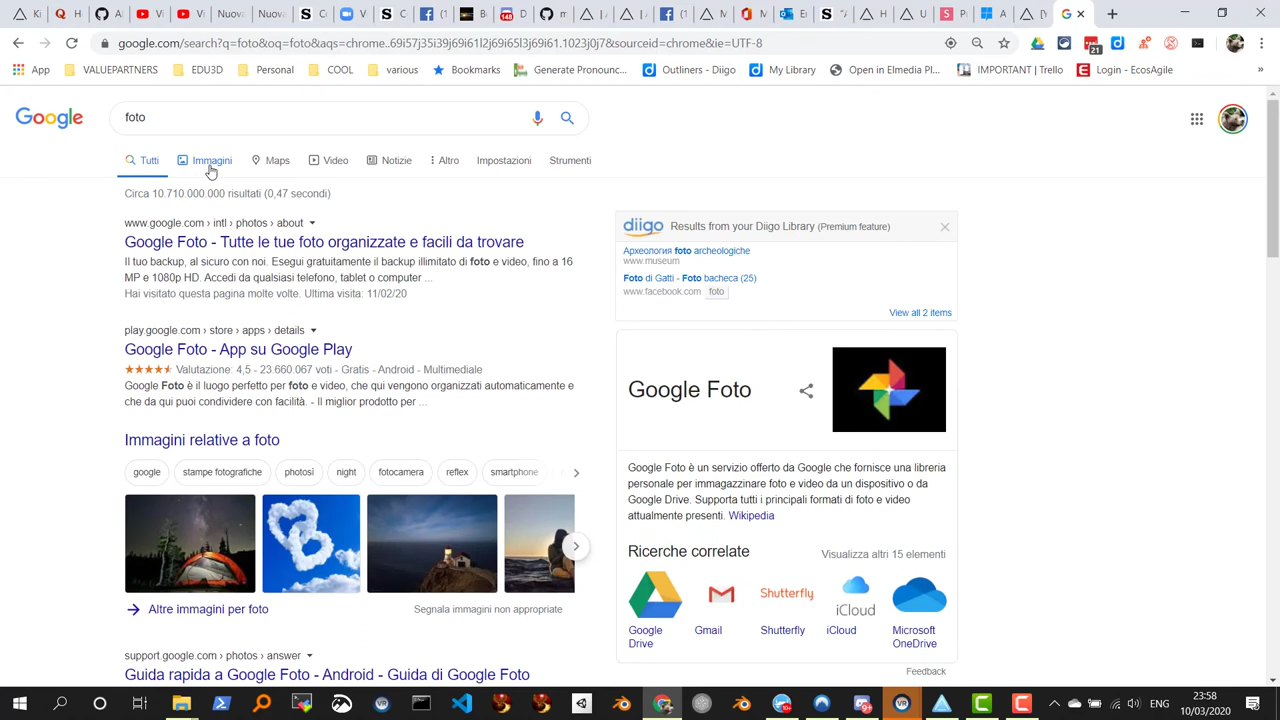 google.com/search?q=foto&oq=foto&aqs=chrome&ie=UTF-8
App
VALUEPARTNERS
EDU3D
Personal
COOL
various
Bookmarks
Generate Pronounc...
Outliners - Diigo
My Library
Open in Elmedia Pl...
IMPORTANT | Trello
Login - EcosAgile
»
Google
foto
Tutti
Immagini
Maps
Video
Notizie
Altro
Impostazioni
Strumenti
Circa 10.710.000.000 risultati (0,47 secondi)
www.google.com › intl › photos › about
Google Foto - Tutte le tue foto organizzate e facili da trovare
Il tuo backup, al sicuro con noi. Esegui gratuitamente il backup illimitato di foto e video, fino a 16
MP e 1080p HD. Accedi da qualsiasi telefono, tablet o computer ...
Hai visitato questa pagina molte volte. Ultima visita: 11/02/20
play.google.com › store › apps › details
Google Foto - App su Google Play
Valutazione: 4,5 - 23.660.067 voti - Gratis - Android - Multimediale
Google Foto è il luogo perfetto per foto e video, che qui vengono organizzati automaticamente e
che da qui puoi condividere con facilità. - Il miglior prodotto per ...
Immagini relative a foto
google
stampe fotografiche
photosì
night
fotocamera
reflex
smartphone
Altre immagini per foto
Segnala immagini non appropriate
support.google.com › photos › answer
Guida rapida a Google Foto - Android - Guida di Google Foto
diigo Results from your Diigo Library (Premium feature)
Археология foto archeologiche
www.museum
Foto di Gatti - Foto bacheca (25)
www.facebook.com foto
View all 2 items
Google Foto
Google Foto è un servizio offerto da Google che fornisce una libreria
personale per immagazzinare foto e video da un dispositivo o da
Google Drive. Supporta tutti i principali formati di foto e video
attualmente presenti. Wikipedia
Ricerche correlate
Visualizza altri 15 elementi
Shutterfly
iCloud
Google Drive
Gmail
Shutterfly
iCloud
Microsoft OneDrive
Feedback
ENG
23:58
10/03/2020